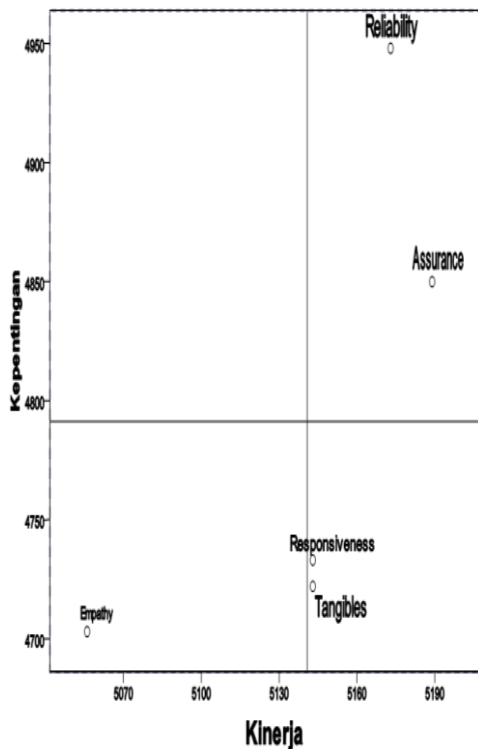 4950
Reliability
4900
Assurance
4850
Kepentingan
4800
4750
Responsiveness
Tangibles
Empathy
4700
5070 5100 5130 5160 5190
Kinerja